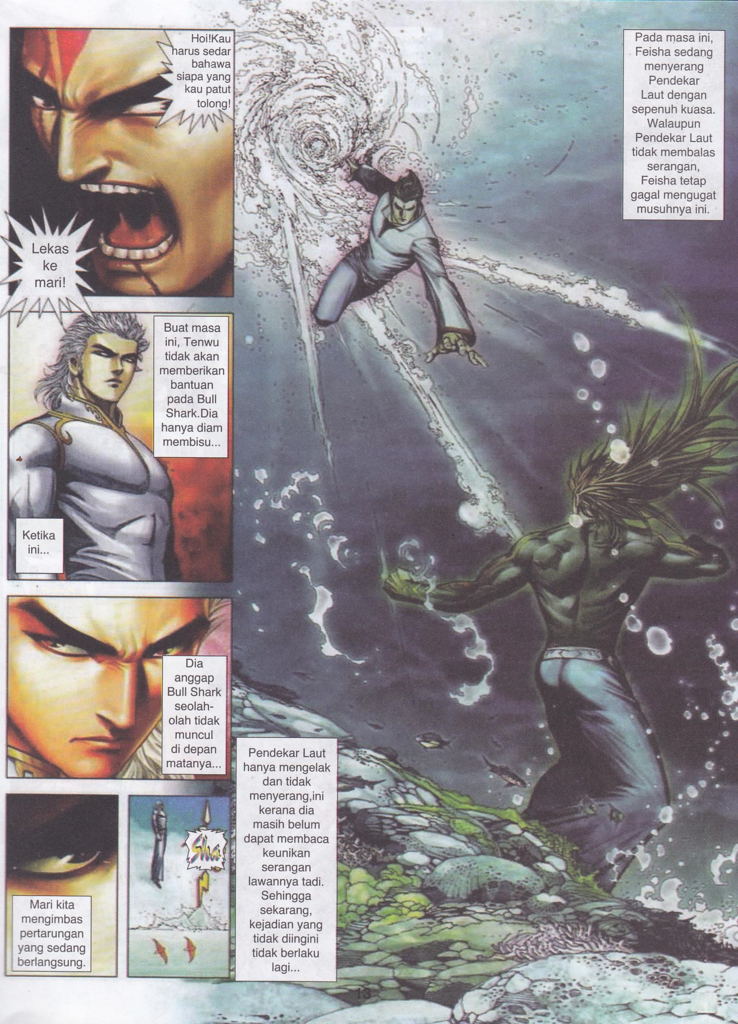 Hoi!Kau
harus sedar
bahawa
siapa yang
kau patut
tolong!
Lekas
ke
mari!
Buat masa
ini, Tenwu
tidak akan
memberikan
bantuan
pada Bull
Shark.Dia
hanya diam
membisu...
Ketika
ini...
Dia
anggap
Bull Shark
seolah-
olah tidak
muncul
di depan
matanya...
Mari kita
mengimbas
pertarungan
yang sedang
berlangsung.
Sha
Pada masa ini,
Feisha sedang
menyerang
Pendekar
Laut dengan
sepenuh kuasa.
Walaupun
Pendekar Laut
tidak membalas
serangan,
Feisha tetap
gagal mengugat
musuhnya ini.
Pendekar Laut
hanya mengelak
dan tidak
menyerang,ini
kerana dia
masih belum
dapat membaca
keunikan
serangan
lawannya tadi.
Sehingga
sekarang,
kejadian yang
tidak diingini
tidak berlaku
lagi...